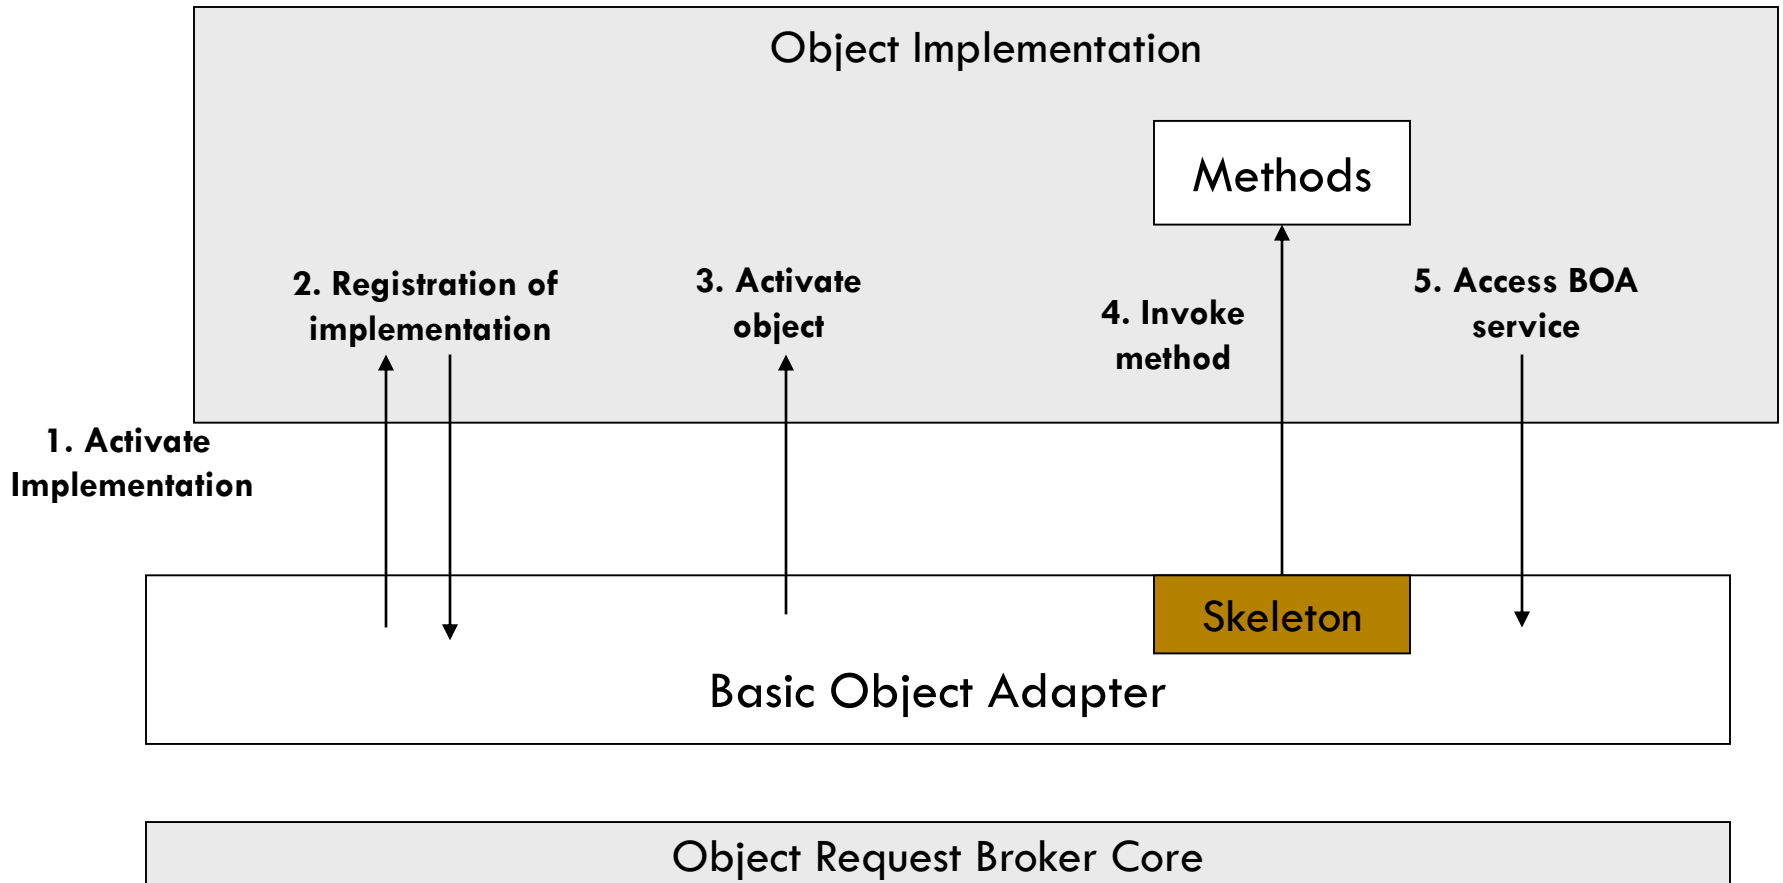 Object Implementation
Methods
2. Registration of
implementation
3. Activate
object
4. Invoke
method
5. Access BOA
service
1. Activate
Implementation
Skeleton
Basic Object Adapter
Object Request Broker Core